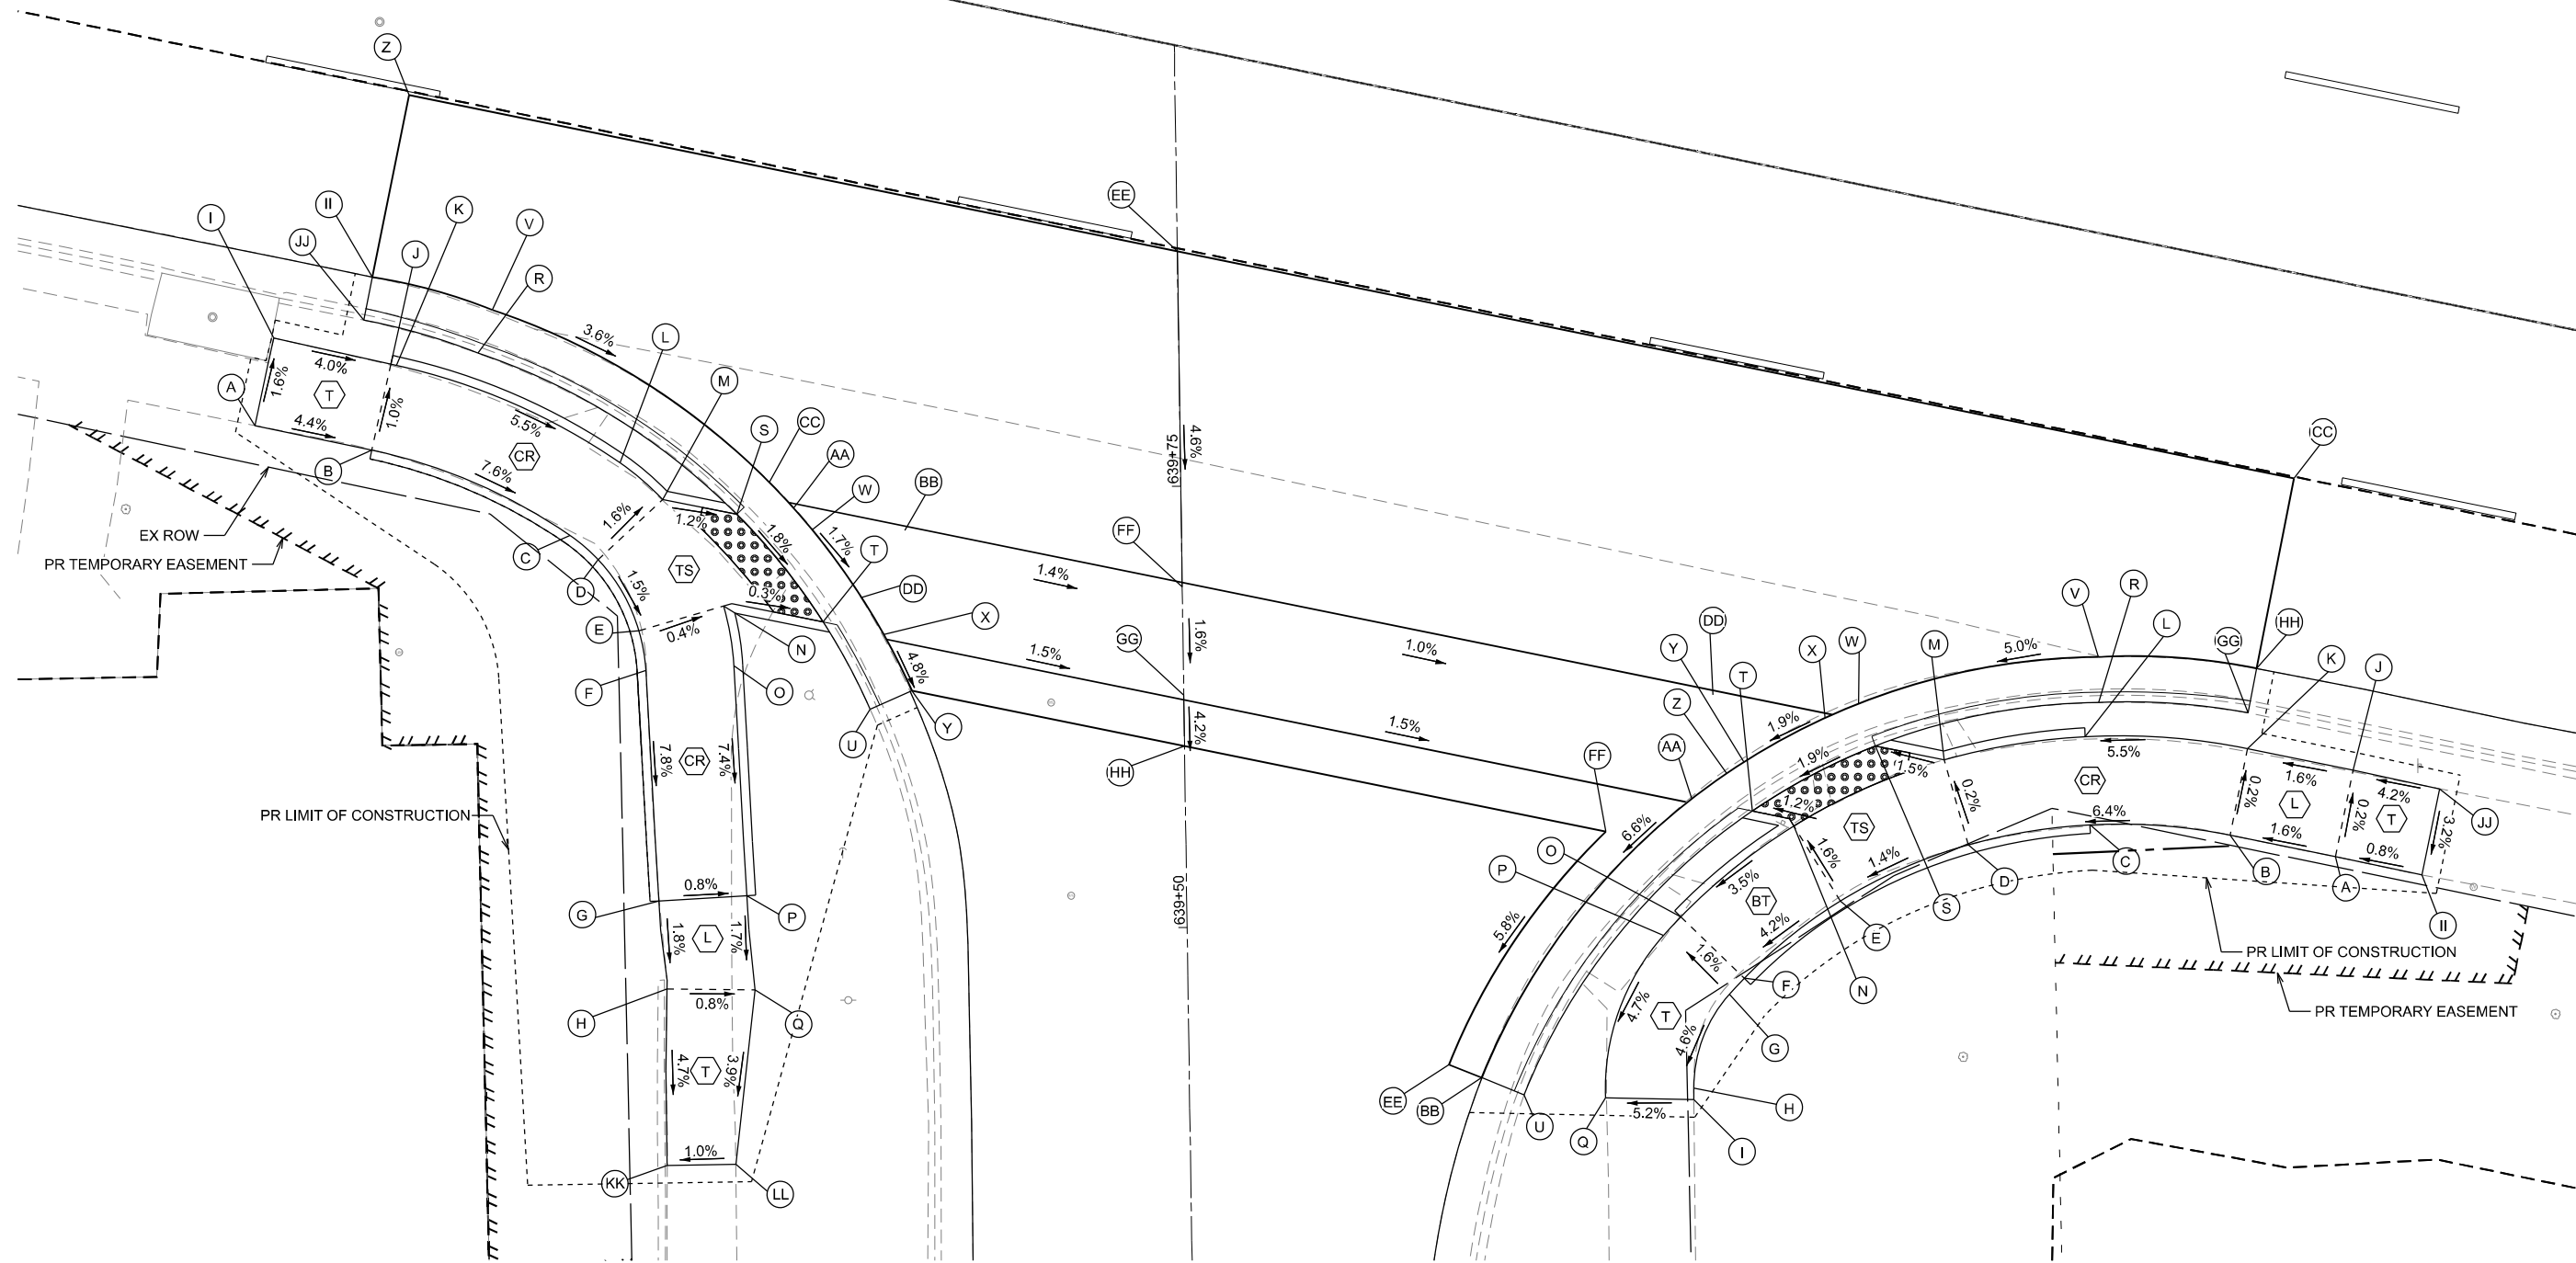 Z
EE
II
K
V
I
JJ
J
R
3.6%
L
4.0%
A
1.6%
T
M
4.4%
1.0%
5.5%
S
CC
CC
4.6%
639+75
B
CR
AA
7.6%
W
BB
1.6%
1.2%
EX ROW
C
1.8%
1.7%
FF
T
PR TEMPORARY EASEMENT
TS
D
1.5%
0.3%
DD
1.4%
V
R
E
0.4%
X
N
GG
1.5%
1.6%
1.0%
DD
Y
X
W
M
L
GG
HH
5.0%
K
J
4.8%
F
O
T
Z
U
Y
4.2%
1.5%
1.9%
AA
1.9%
1.5%
5.5%
HH
FF
7.8%
CR
7.4%
0.2%
CR
0.2%
1.6%
L
4.2%
0.2%
T
3.2%
JJ
1.2%
TS
6.4%
1.6%
0.8%
PR LIMIT OF CONSTRUCTION
6.6%
O
P
1.6%
1.4%
C
B
A
0.8%
3.5%
D
G
P
639+50
BT
S
II
1.8%
L
1.7%
5.8%
4.2%
E
PR LIMIT OF CONSTRUCTION
1.6%
F
N
0.8%
H
Q
4.7%
T
PR TEMPORARY EASEMENT
4.6%
G
4.7%
T
3.9%
EE
BB
5.2%
H
U
Q
I
1.0%
KK
LL